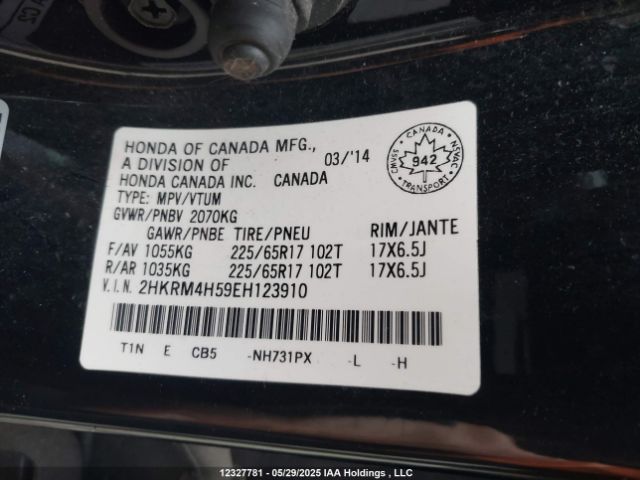 HONDA OF CANADA MFG.,
A DIVISION OF 03/'14
HONDA CANADA INC. CANADA
TYPE: MPV/VTUM
GVWR/PNBV 2070KG
GAWR/PNBE TIRE/PNEU RIM/JANTE
F/AV 1055KG 225/65R17 102T 17X6.5J
R/AR 1035KG 225/65R17 102T 17X6.5J
V.I.N. 2HKRM4H59EH123910
T1N E CB5 -NH731PX -L -H
CANADA
CMVSS 942 NSVAC
TRANSPORT
12327781 - 05/29/2025 IAA Holdings , LLC